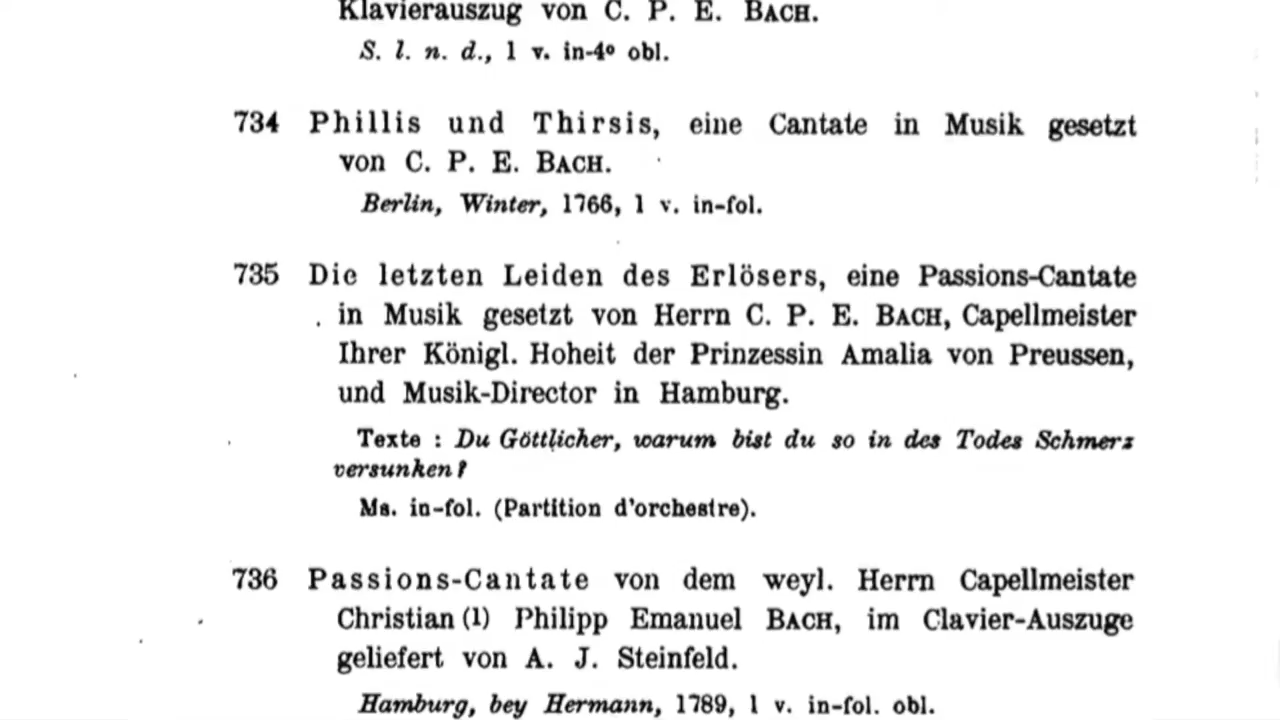 Klavierauszug von C. P. E. BACH.
S. l. n. d., 1 v. in-4º obl.
734 Phillis und Thirsis, eine Cantate in Musik gesetzt
von C. P. E. BACH.
Berlin, Winter, 1766, 1 v. in-fol.
735 Die letzten Leiden des Erlösers, eine Passions-Cantate
in Musik gesetzt von Herrn C. P. E. BACH, Capellmeister
Ihrer Königl. Hoheit der Prinzessin Amalia von Preussen,
und Musik-Director in Hamburg.
Texte : Du Göttlicher, warum bist du so in des Todes Schmerz
versunken?
Ms. in-fol. (Partition d'orchestre).
736 Passions-Cantate von dem weyl. Herrn Capellmeister
Christian (1) Philipp Emanuel BACH, im Clavier-Auszuge
geliefert von A. J. Steinfeld.
Hamburg, bey Hermann, 1789, 1 v. in-fol. obl.